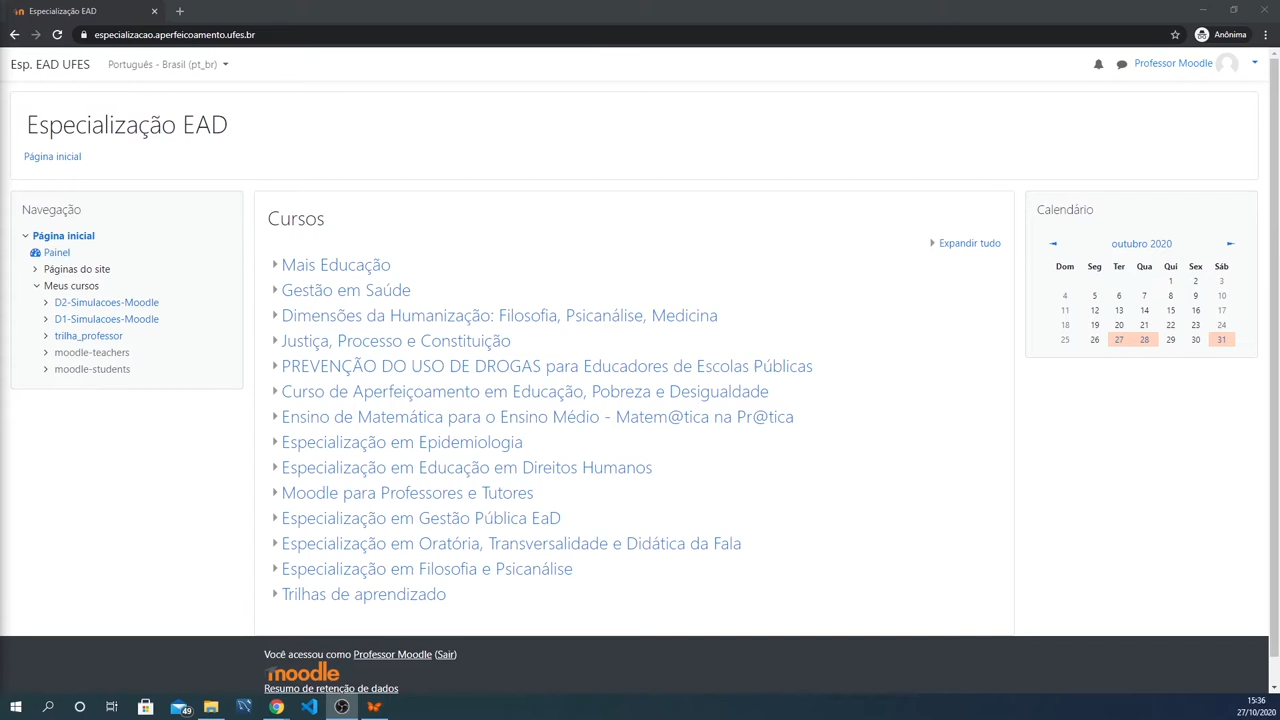 Especialização EAD
especializacao.aperfeicoamento.ufes.br
Anônima
Esp. EAD UFES
Português - Brasil (pt_br)
Professor Moodle
Especialização EAD
Página inicial
Navegação
Página inicial
Painel
Páginas do site
Meus cursos
D2-Simulacoes-Moodle
D1-Simulacoes-Moodle
trilha_professor
moodle-teachers
moodle-students
Cursos
Expandir tudo
Mais Educação
Gestão em Saúde
Dimensões da Humanização: Filosofia, Psicanálise, Medicina
Justiça, Processo e Constituição
PREVENÇÃO DO USO DE DROGAS para Educadores de Escolas Públicas
Curso de Aperfeiçoamento em Educação, Pobreza e Desigualdade
Ensino de Matemática para o Ensino Médio - Matem@tica na Pr@tica
Especialização em Epidemiologia
Especialização em Educação em Direitos Humanos
Moodle para Professores e Tutores
Especialização em Gestão Pública EaD
Especialização em Oratória, Transversalidade e Didática da Fala
Especialização em Filosofia e Psicanálise
Trilhas de aprendizado
Calendário
outubro 2020
Dom Seg Ter Qua Qui Sex Sáb
1 2 3
4 5 6 7 8 9 10
11 12 13 14 15 16 17
18 19 20 21 22 23 24
25 26 27 28 29 30 31
Você acessou como Professor Moodle (Sair)
moodle
Resumo de retenção de dados
49
15:36
27/10/2020